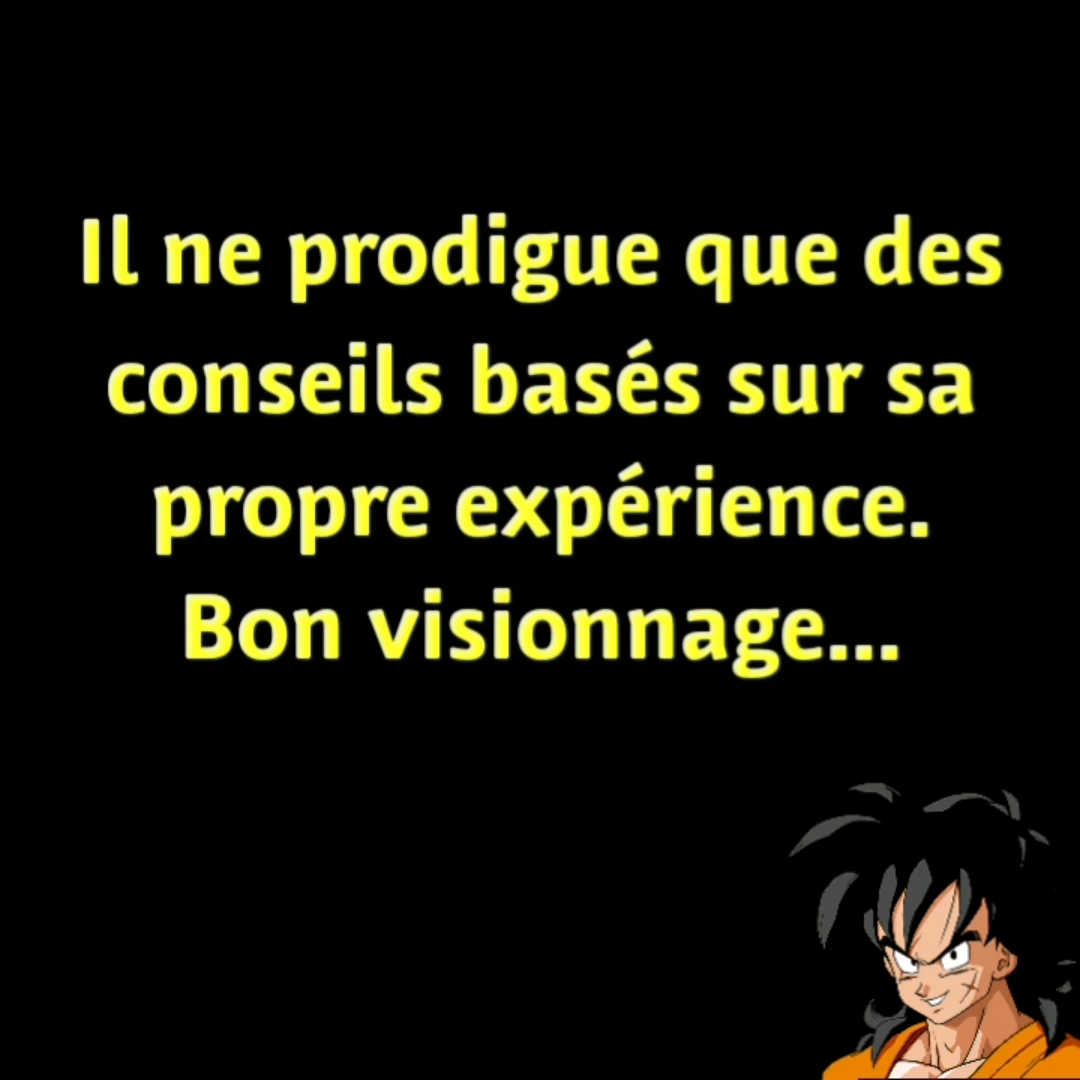 Il ne prodigue que des
conseils basés sur sa
propre expérience.
Bon visionnage...